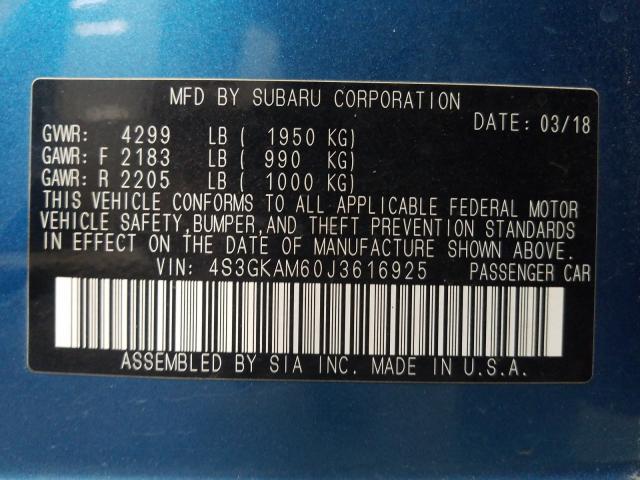 MFD BY SUBARU CORPORATION
DATE: 03/18
GVWR: 4299 LB ( 1950 KG)
GAWR: F 2183 LB ( 990 KG)
GAWR: R 2205 LB ( 1000 KG)
THIS VEHICLE CONFORMS TO ALL APPLICABLE FEDERAL MOTOR
VEHICLE SAFETY, BUMPER, AND THEFT PREVENTION STANDARDS
IN EFFECT ON THE DATE OF MANUFACTURE SHOWN ABOVE.
VIN: 4S3GKAM60J3616925 PASSENGER CAR
ASSEMBLED BY SIA INC. MADE IN U.S.A.